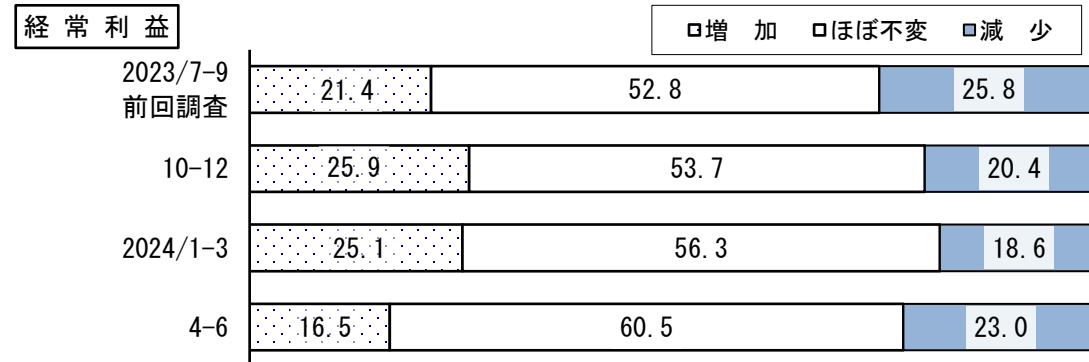 経 常 利 益
増 加 ほぼ不変 減 少
2023/7-9
前回調査
21.4 52.8 25.8
10-12 25.9 53.7 20.4
2024/1-3 25.1 56.3 18.6
4-6 16.5 60.5 23.0